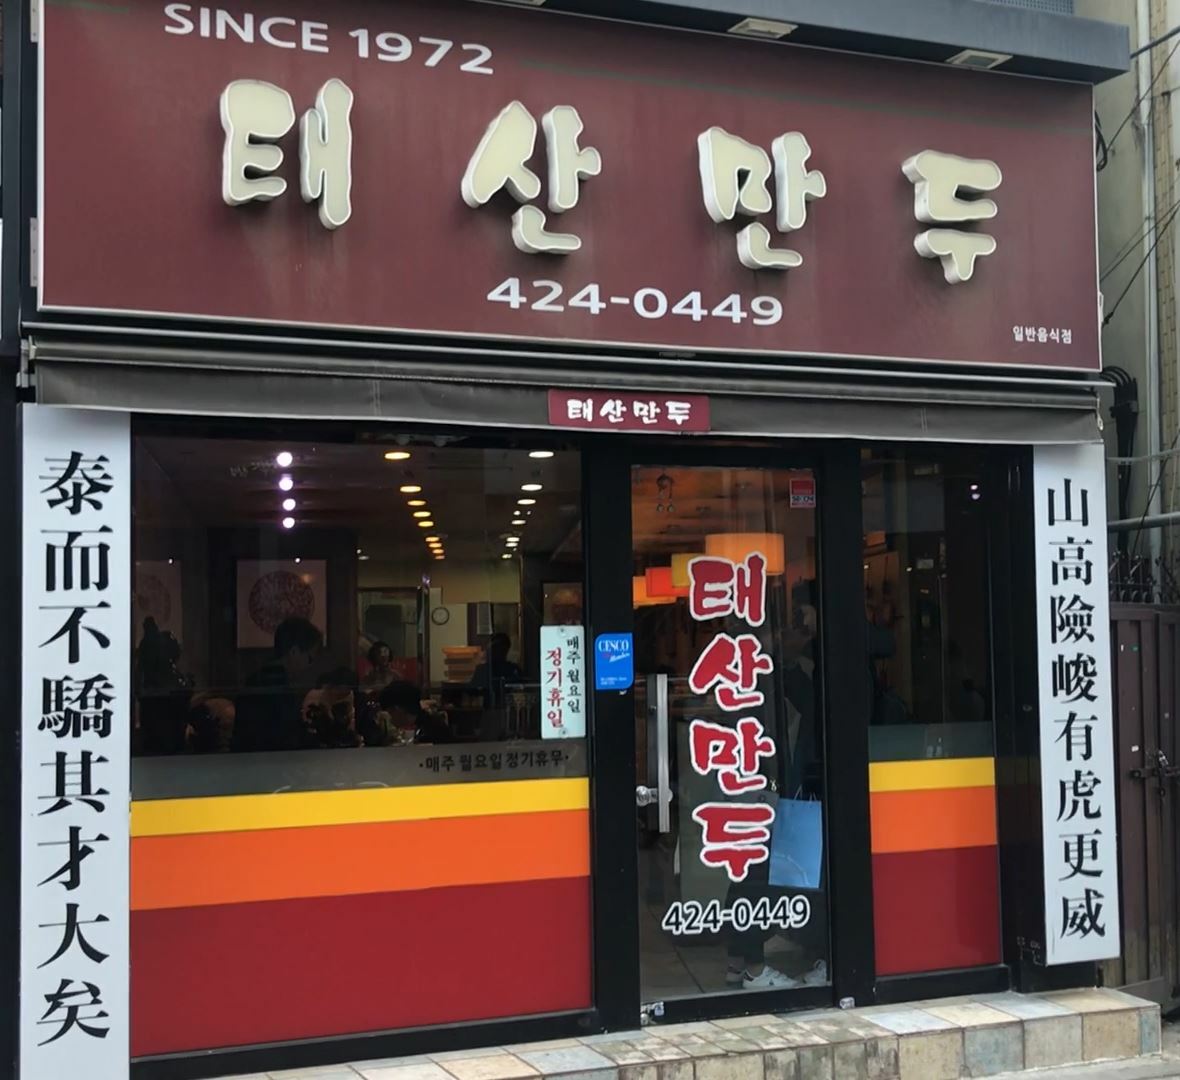 SINCE 1972
태산만두
424-0449
일반음식점
태산만두
泰而不驕其才大矣
山高險峻有虎更威
매주 월요일
정기휴일
CESCO
Member
·매주 월요일 정기휴무·
태산만두
424-0449